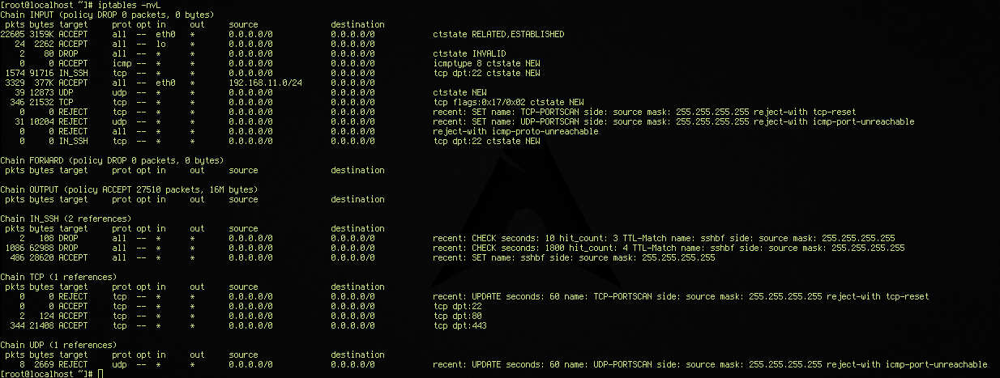 [root@localhost ~]# iptables -nvL
Chain INPUT (policy DROP 0 packets, 0 bytes)
 pkts bytes target     prot opt in     out     source               destination
22605 3159K ACCEPT     all  --  eth0   *       0.0.0.0/0            0.0.0.0/0            ctstate RELATED,ESTABLISHED
   24  2262 ACCEPT     all  --  lo     *       0.0.0.0/0            0.0.0.0/0
    2    80 DROP       all  --  *      *       0.0.0.0/0            0.0.0.0/0            ctstate INVALID
    0     0 ACCEPT     icmp --  *      *       0.0.0.0/0            0.0.0.0/0            icmptype 8 ctstate NEW
 1574 91716 IN_SSH     tcp  --  *      *       0.0.0.0/0            0.0.0.0/0            tcp dpt:22 ctstate NEW
 3329  377K ACCEPT     all  --  eth0   *       192.168.11.0/24      0.0.0.0/0
   39 12873 UDP        udp  --  *      *       0.0.0.0/0            0.0.0.0/0            ctstate NEW
  346 21532 TCP        tcp  --  *      *       0.0.0.0/0            0.0.0.0/0            tcp flags:0x17/0x02 ctstate NEW
    0     0 REJECT     tcp  --  *      *       0.0.0.0/0            0.0.0.0/0            recent: SET name: TCP-PORTSCAN side: source mask: 255.255.255.255 reject-with tcp-reset
   31 10204 REJECT     udp  --  *      *       0.0.0.0/0            0.0.0.0/0            recent: SET name: UDP-PORTSCAN side: source mask: 255.255.255.255 reject-with icmp-port-unreachable
    0     0 REJECT     all  --  *      *       0.0.0.0/0            0.0.0.0/0            reject-with icmp-proto-unreachable
    0     0 IN_SSH     tcp  --  *      *       0.0.0.0/0            0.0.0.0/0            tcp dpt:22 ctstate NEW
Chain FORWARD (policy DROP 0 packets, 0 bytes)
 pkts bytes target     prot opt in     out     source               destination
Chain OUTPUT (policy ACCEPT 27510 packets, 16M bytes)
 pkts bytes target     prot opt in     out     source               destination
Chain IN_SSH (2 references)
 pkts bytes target     prot opt in     out     source               destination
    2   108 DROP       all  --  *      *       0.0.0.0/0            0.0.0.0/0            recent: CHECK seconds: 10 hit_count: 3 TTL-Match name: sshbf side: source mask: 255.255.255.255
 1086 62988 DROP       all  --  *      *       0.0.0.0/0            0.0.0.0/0            recent: CHECK seconds: 1800 hit_count: 4 TTL-Match name: sshbf side: source mask: 255.255.255.255
  486 28620 ACCEPT     all  --  *      *       0.0.0.0/0            0.0.0.0/0            recent: SET name: sshbf side: source mask: 255.255.255.255
Chain TCP (1 references)
 pkts bytes target     prot opt in     out     source               destination
    0     0 REJECT     tcp  --  *      *       0.0.0.0/0            0.0.0.0/0            recent: UPDATE seconds: 60 name: TCP-PORTSCAN side: source mask: 255.255.255.255 reject-with tcp-reset
    0     0 ACCEPT     tcp  --  *      *       0.0.0.0/0            0.0.0.0/0            tcp dpt:22
    2   124 ACCEPT     tcp  --  *      *       0.0.0.0/0            0.0.0.0/0            tcp dpt:80
  344 21408 ACCEPT     tcp  --  *      *       0.0.0.0/0            0.0.0.0/0            tcp dpt:443
Chain UDP (1 references)
 pkts bytes target     prot opt in     out     source               destination
    8  2669 REJECT     udp  --  *      *       0.0.0.0/0            0.0.0.0/0            recent: UPDATE seconds: 60 name: UDP-PORTSCAN side: source mask: 255.255.255.255 reject-with icmp-port-unreachable
[root@localhost ~]#